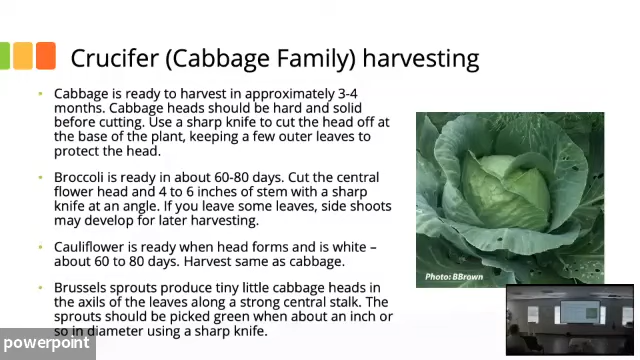 Crucifer (Cabbage Family) harvesting
• Cabbage is ready to harvest in approximately 3-4
months. Cabbage heads should be hard and solid
before cutting. Use a sharp knife to cut the head off at
the base of the plant, keeping a few outer leaves to
protect the head.
• Broccoli is ready in about 60-80 days. Cut the central
flower head and 4 to 6 inches of stem with a sharp
knife at an angle. If you leave some leaves, side shoots
may develop for later harvesting.
• Cauliflower is ready when head forms and is white –
about 60 to 80 days. Harvest same as cabbage.
• Brussels sprouts produce tiny little cabbage heads in
the axils of the leaves along a strong central stalk. The
sprouts should be picked green when about an inch or
so in diameter using a sharp knife.
Photo: BBrown
powerpoint